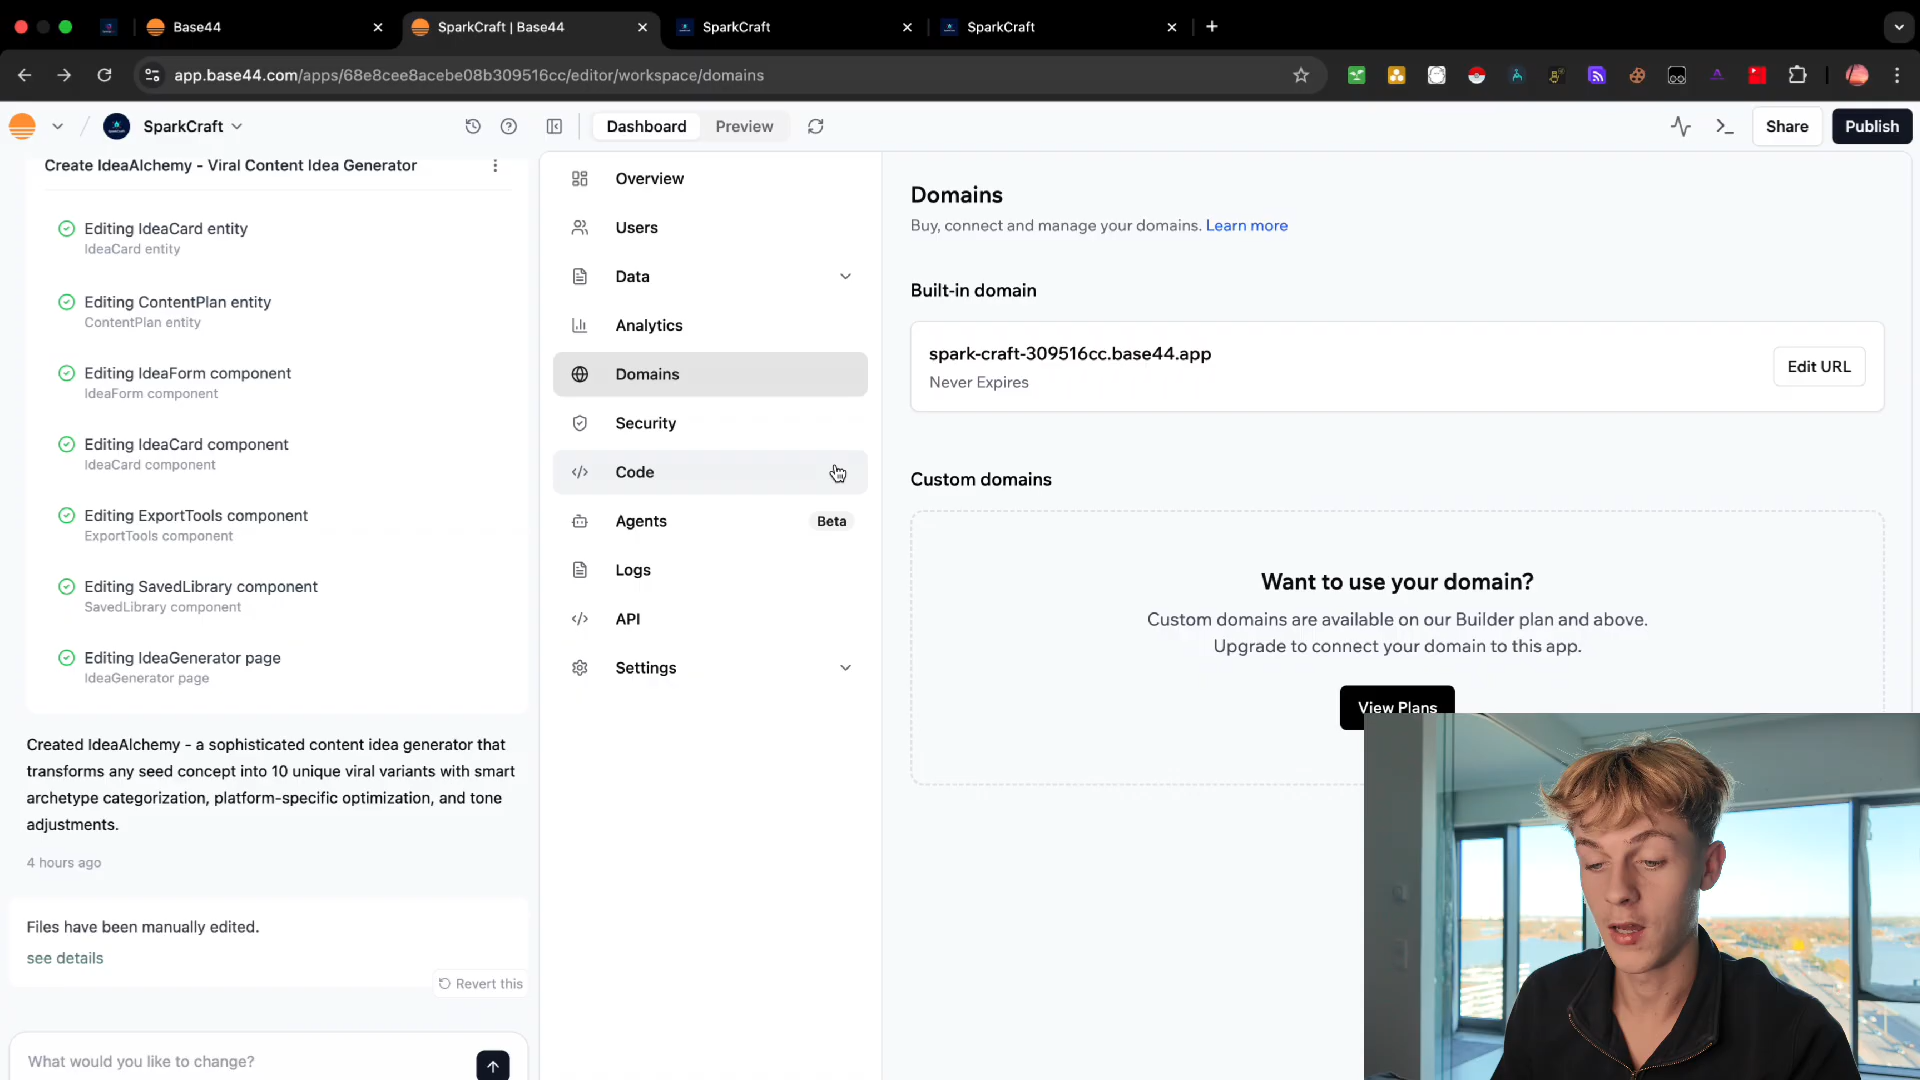 Base44
SparkCraft | Base44
SparkCraft
SparkCraft
app.base44.com/apps/68e8cee8acebe08b309516cc/editor/workspace/domains
SparkCraft
Dashboard
Preview
Share
Publish
Create IdeaAlchemy - Viral Content Idea Generator
Editing IdeaCard entity
IdeaCard entity
Editing ContentPlan entity
ContentPlan entity
Editing IdeaForm component
IdeaForm component
Editing IdeaCard component
IdeaCard component
Editing ExportTools component
ExportTools component
Editing SavedLibrary component
SavedLibrary component
Editing IdeaGenerator page
IdeaGenerator page
Created IdeaAlchemy - a sophisticated content idea generator that
transforms any seed concept into 10 unique viral variants with smart
archetype categorization, platform-specific optimization, and tone
adjustments.
4 hours ago
Files have been manually edited.
see details
Revert this
What would you like to change?
Overview
Users
Data
Analytics
Domains
Security
Code
Agents Beta
Logs
API
Settings
Domains
Buy, connect and manage your domains. Learn more
Built-in domain
spark-craft-309516cc.base44.app
Never Expires
Edit URL
Custom domains
Want to use your domain?
Custom domains are available on our Builder plan and above.
Upgrade to connect your domain to this app.
View Plans